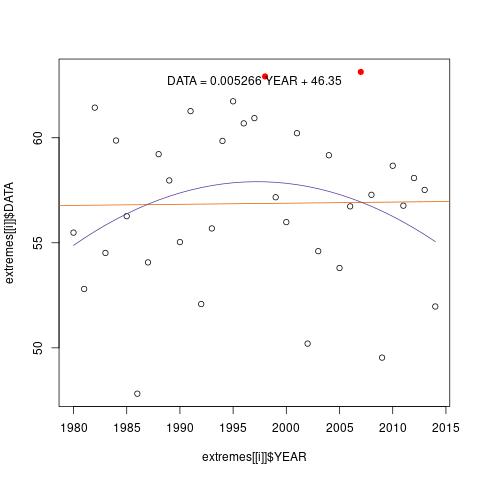 DATA = 0.005266 YEAR + 46.35
60
55
50
extremes[[i]]$DATA
1980 1985 1990 1995 2000 2005 2010 2015
extremes[[i]]$YEAR